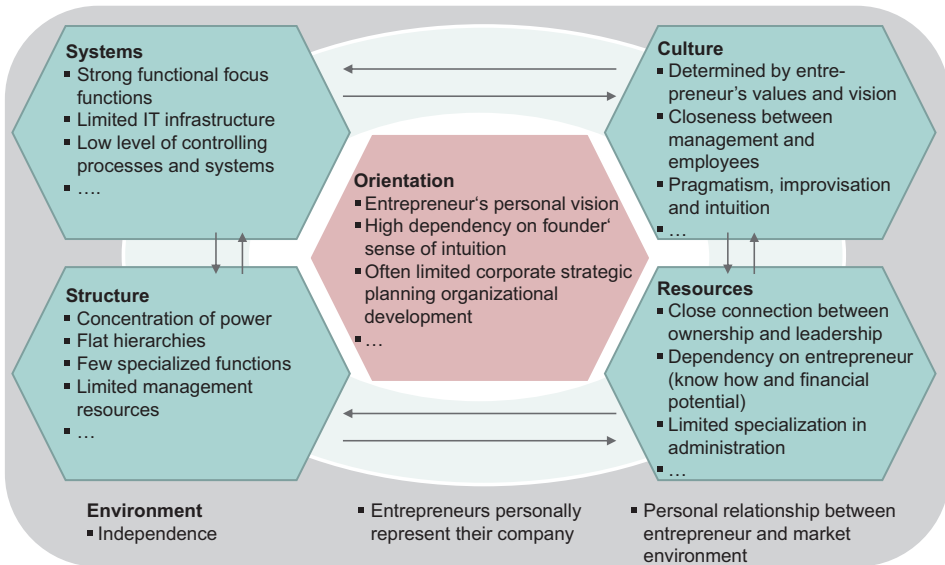 Systems
▪ Strong functional focus
functions
▪ Limited IT infrastructure
▪ Low level of controlling
processes and systems
▪ ….
Culture
▪ Determined by entre-
preneur’s values and vision
▪ Closeness between
management and
employees
▪ Pragmatism, improvisation
and intuition
▪ …
Orientation
▪ Entrepreneur‘s personal vision
▪ High dependency on founder‘
sense of intuition
▪ Often limited corporate strategic
planning organizational
development
▪ …
Structure
▪ Concentration of power
▪ Flat hierarchies
▪ Few specialized functions
▪ Limited management
resources
▪ …
Resources
▪ Close connection between
ownership and leadership
▪ Dependency on entrepreneur
(know how and financial
potential)
▪ Limited specialization in
administration
▪ …
Environment
▪ Independence
▪ Entrepreneurs personally
represent their company
▪ Personal relationship between
entrepreneur and market
environment